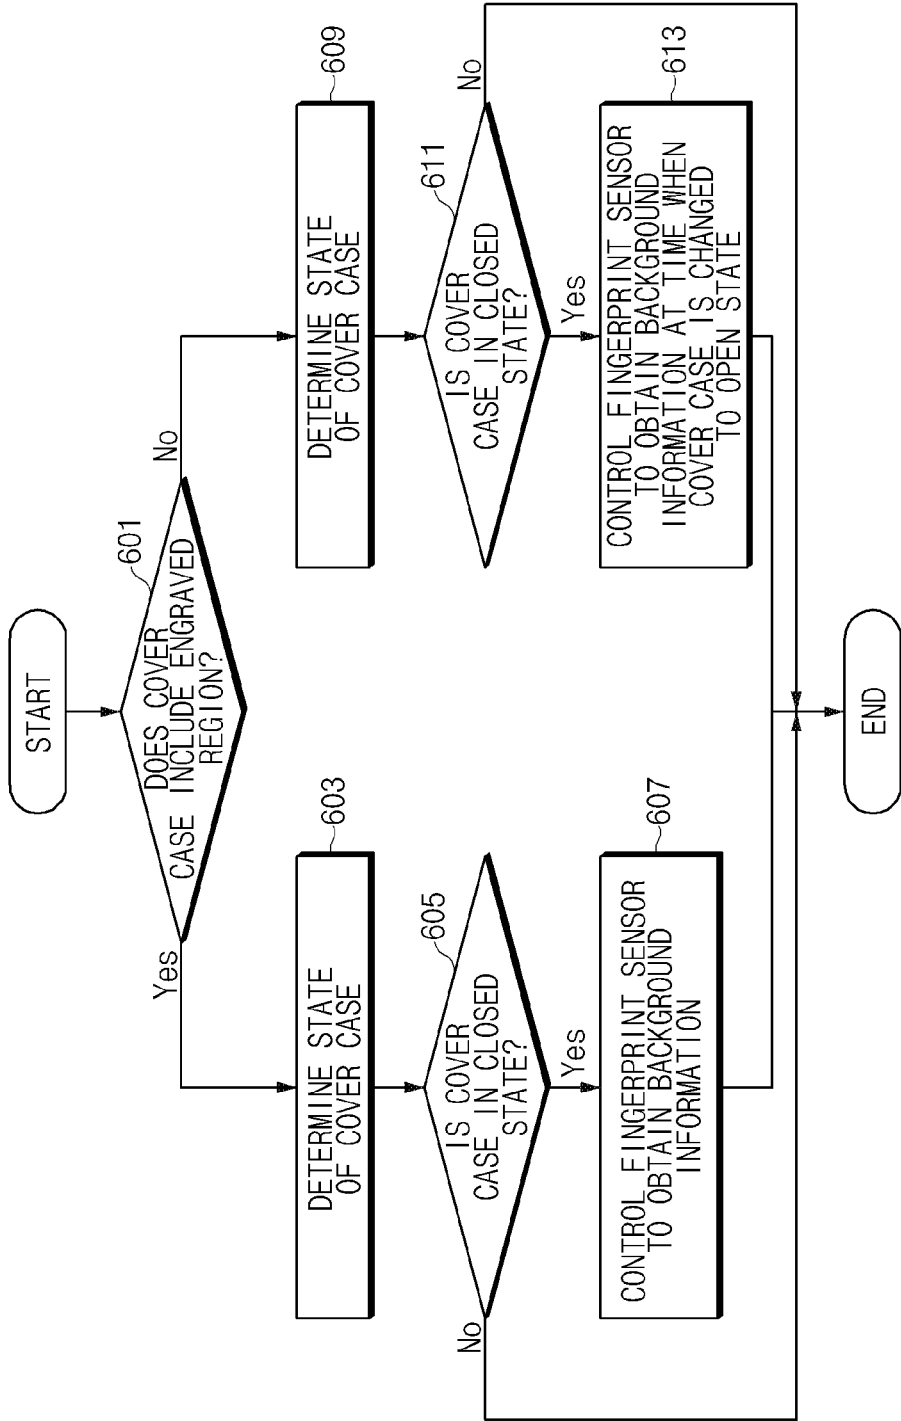 START
601
DOES COVER
CASE INCLUDE ENGRAVED
REGION?
Yes
No
603
DETERMINE STATE
OF COVER CASE
605
IS COVER
CASE IN CLOSED
STATE?
No
Yes
607
CONTROL FINGERPRINT SENSOR
TO OBTAIN BACKGROUND
INFORMATION
609
DETERMINE STATE
OF COVER CASE
611
IS COVER
CASE IN CLOSED
STATE?
No
Yes
613
CONTROL FINGERPRINT SENSOR
TO OBTAIN BACKGROUND
INFORMATION AT TIME WHEN
COVER CASE IS CHANGED
TO OPEN STATE
END